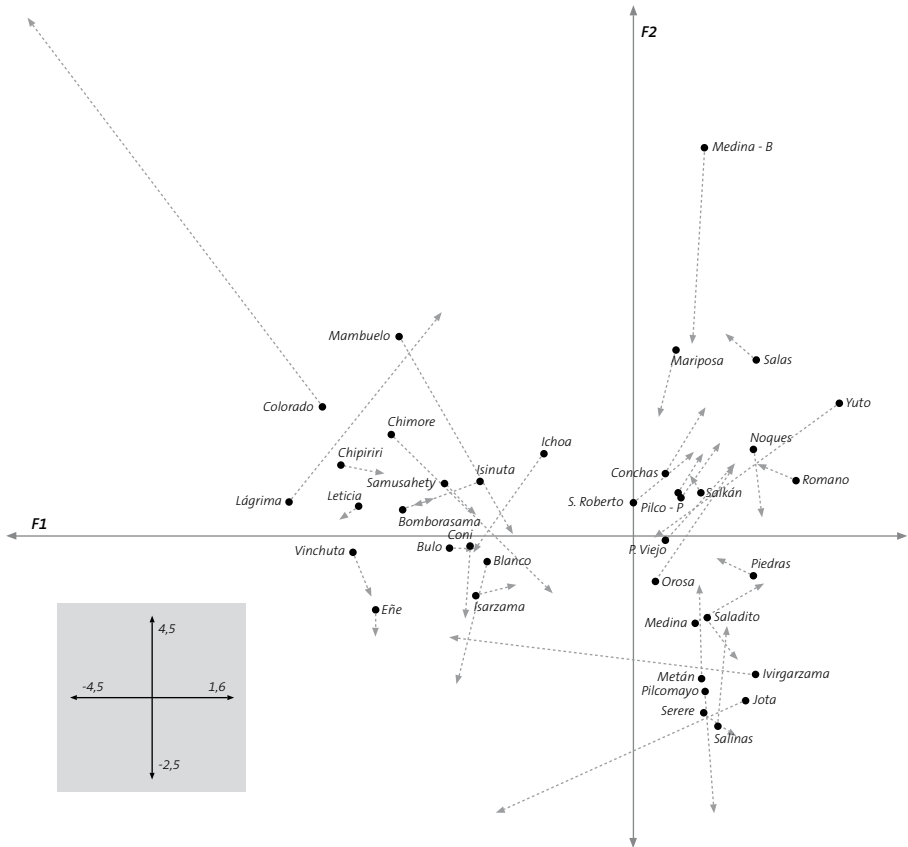 F2
Medina - B
Mambuelo
Mariposa
Salas
Colorado
Yuto
Chimore
Noques
Ichoa
Chipiriri
Isinuta
Conchas
Samusahety
Romano
Leticia
Salkán
Lágrima
S. Roberto
Pilco - P
Bomborasama
F1
Coni
Bulo
P. Viejo
Vinchuta
Blanco
Piedras
Orosa
Isarzama
Eñe
Saladito
Medina
4,5
Ivirgarzama
Metán
-4,5
1,6
Pilcomayo
Jota
Serere
Salinas
-2,5